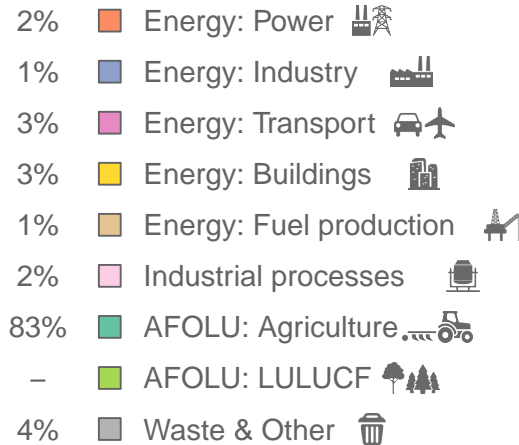 2% Energy: Power
1% Energy: Industry
3% Energy: Transport
3% Energy: Buildings
1% Energy: Fuel production
2% Industrial processes
83% AFOLU: Agriculture
– AFOLU: LULUCF
4% Waste & Other